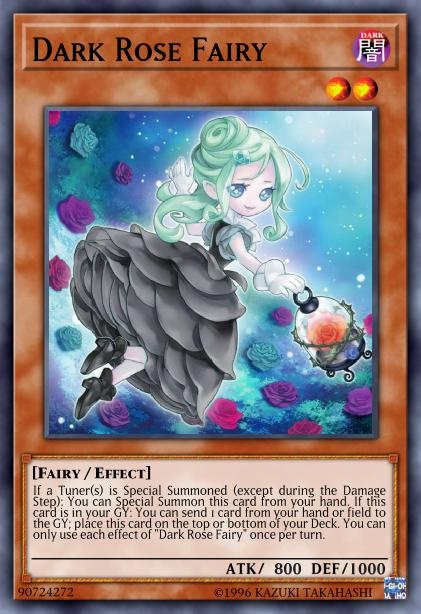 Dark Rose Fairy
DARK
闇
[Fairy / Effect]
If a Tuner(s) is Special Summoned (except during the Damage
Step): You can Special Summon this card from your hand. If this
card is in your GY: You can send 1 card from your hand or field to
the GY; place this card on the top or bottom of your Deck. You can
only use each effect of "Dark Rose Fairy" once per turn.
ATK/ 800 DEF/1000
90724272
©1996 KAZUKI TAKAHASHI